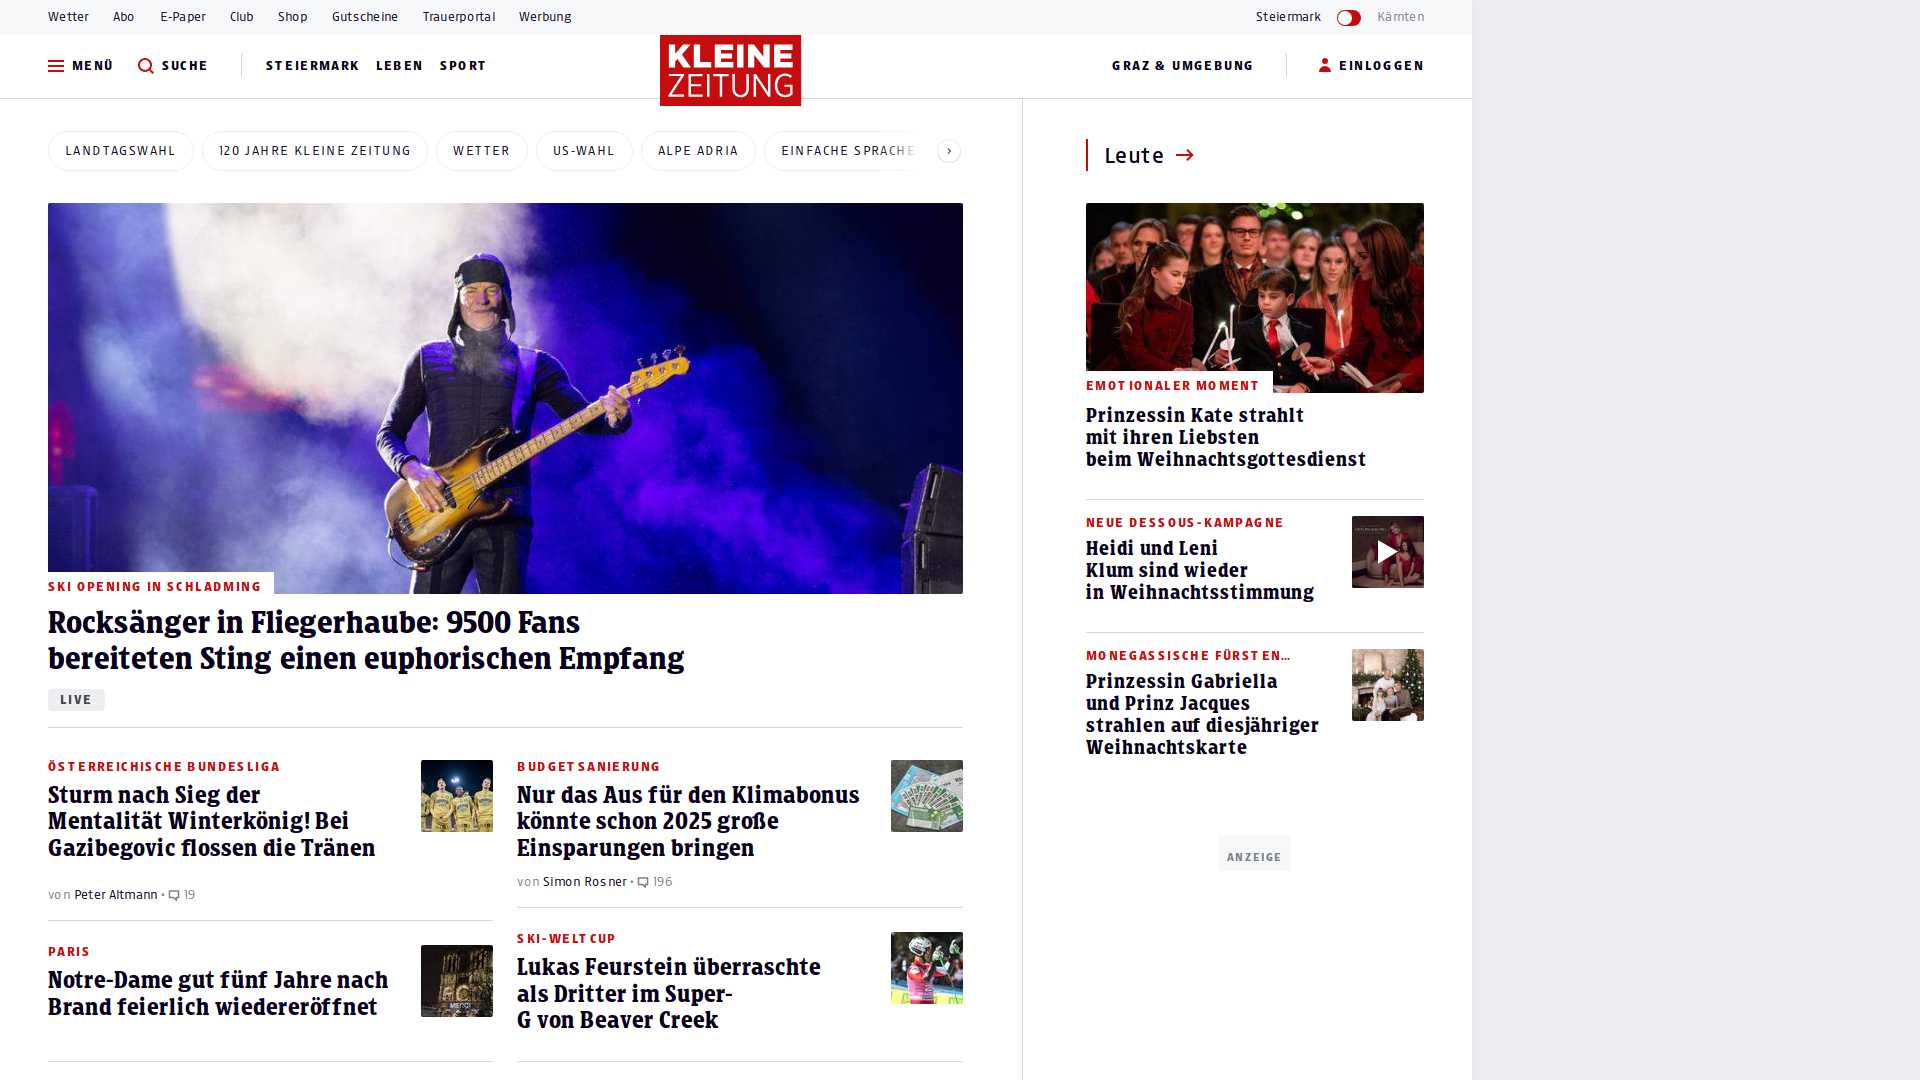 Wetter Abo E-Paper Club Shop Gutscheine Trauerportal Werbung Steiermark Kärnten
MENÜ SUCHE STEIERMARK LEBEN SPORT KLEINE ZEITUNG GRAZ & UMGEBUNG EINLOGGEN
LANDTAGSWAHL 120 JAHRE KLEINE ZEITUNG WETTER US-WAHL ALPE ADRIA EINFACHE SPRACHE
SKI OPENING IN SCHLADMING
Rocksänger in Fliegerhaube: 9500 Fans
bereiteten Sting einen euphorischen Empfang
LIVE
ÖSTERREICHISCHE BUNDESLIGA
Sturm nach Sieg der
Mentalität Winterkönig! Bei
Gazibegovic flossen die Tränen
von Peter Altmann • 19
PARIS
Notre-Dame gut fünf Jahre nach
Brand feierlich wiedereröffnet
MERCI
BUDGETSANIERUNG
Nur das Aus für den Klimabonus
könnte schon 2025 große
Einsparungen bringen
von Simon Rosner • 196
SKI-WELTCUP
Lukas Feurstein überraschte
als Dritter im Super-
G von Beaver Creek
Leute
EMOTIONALER MOMENT
Prinzessin Kate strahlt
mit ihren Liebsten
beim Weihnachtsgottesdienst
NEUE DESSOUS-KAMPAGNE
Heidi und Leni
Klum sind wieder
in Weihnachtsstimmung
MONEGASSISCHE FÜRSTEN…
Prinzessin Gabriella
und Prinz Jacques
strahlen auf diesjähriger
Weihnachtskarte
ANZEIGE